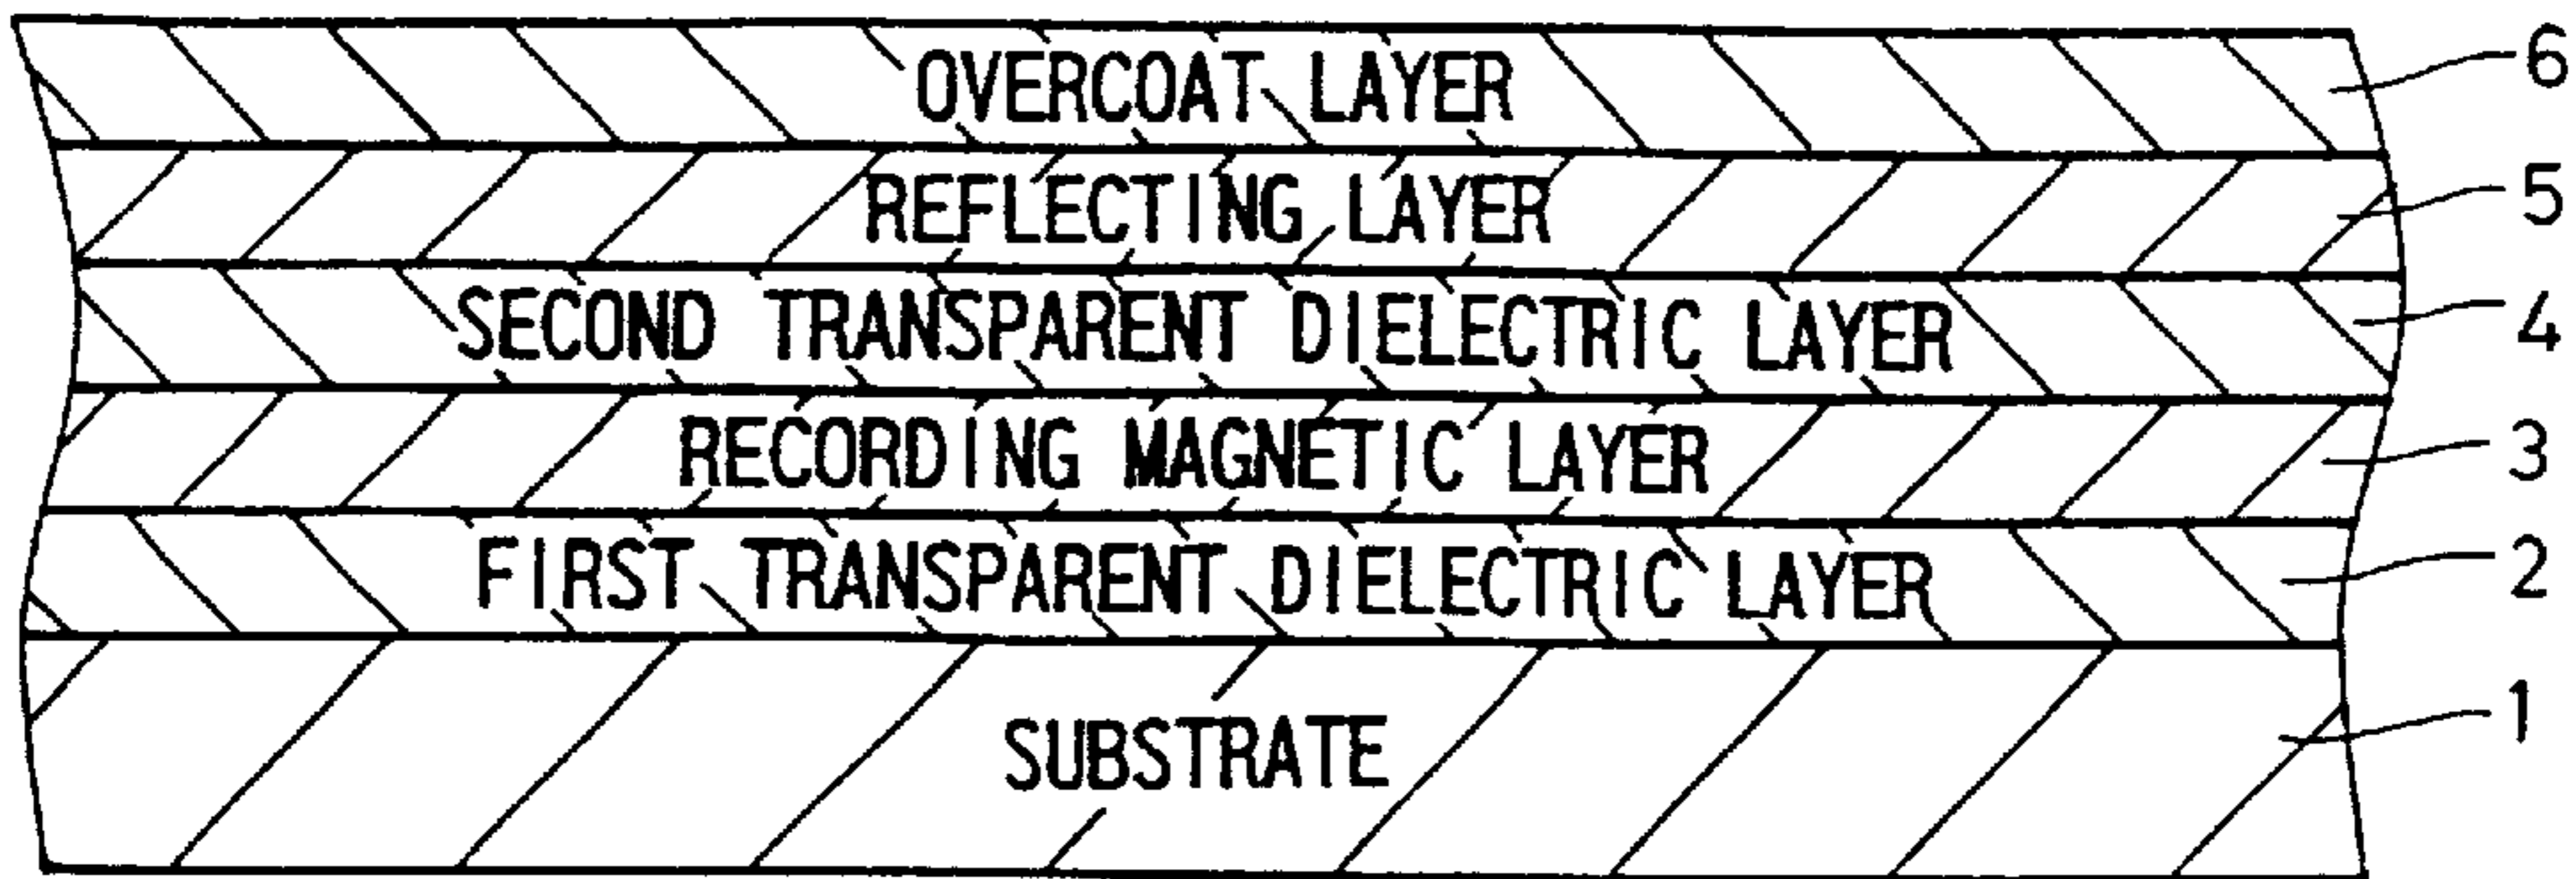 OVERCOAT LAYER 6
REFLECTING LAYER 5
SECOND TRANSPARENT DIELECTRIC LAYER 4
RECORDING MAGNETIC LAYER 3
FIRST TRANSPARENT DIELECTRIC LAYER 2
SUBSTRATE 1